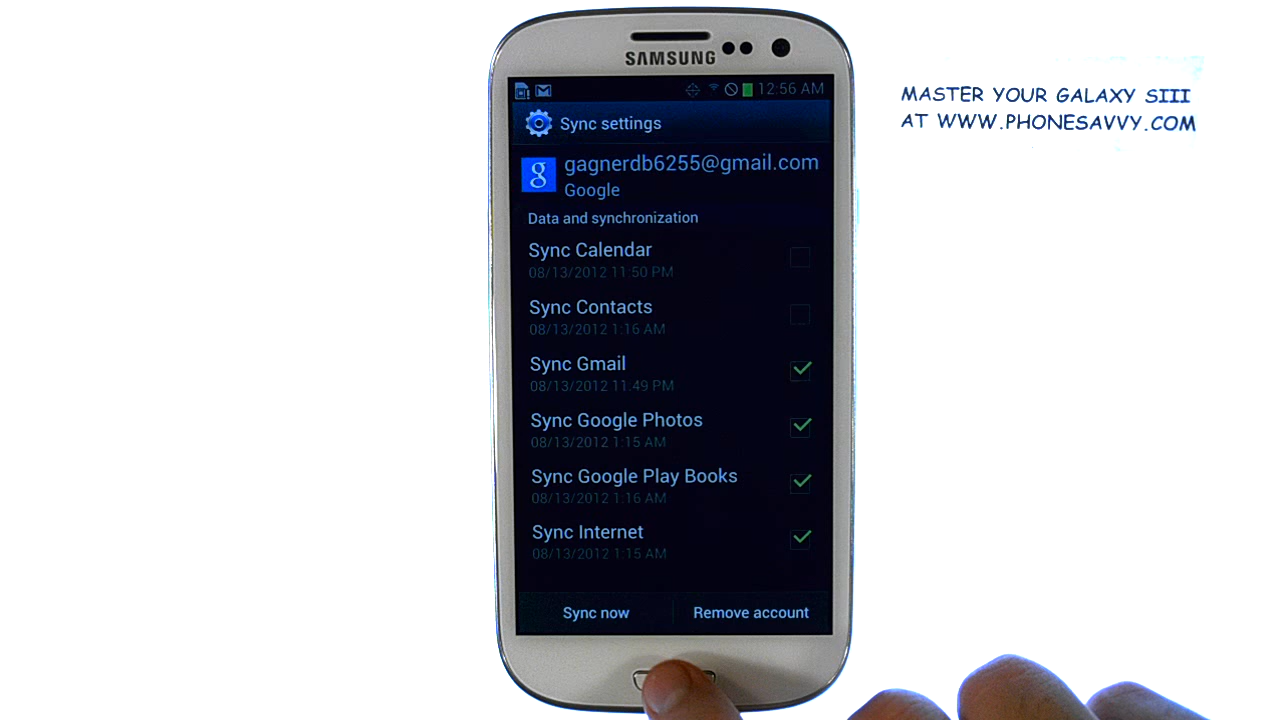 SAMSUNG
12:56 AM
MASTER YOUR GALAXY SIII
AT WWW.PHONESAVVY.COM
Sync settings
g
gagnerdb6255@gmail.com
Google
Data and synchronization
Sync Calendar
08/13/2012 11:50 PM
Sync Contacts
08/13/2012 1:16 AM
Sync Gmail
08/13/2012 11:49 PM
Sync Google Photos
08/13/2012 1:15 AM
Sync Google Play Books
08/13/2012 1:16 AM
Sync Internet
08/13/2012 1:15 AM
Sync now Remove account